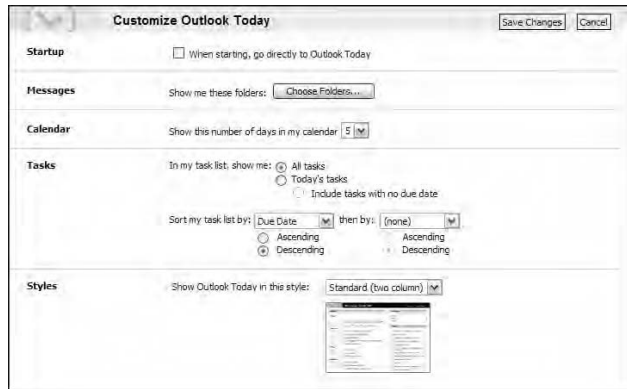 Customize Outlook Today Save Changes Cancel
Startup When starting, go directly to Outlook Today
Messages Show me these folders: Choose Folders...
Calendar Show this number of days in my calendar 5
Tasks In my task list, show me: All tasks
Today's tasks
Include tasks with no due date
Sort my task list by: Due Date then by: (none)
Ascending Ascending
Descending Descending
Styles Show Outlook Today in this style: Standard (two column)